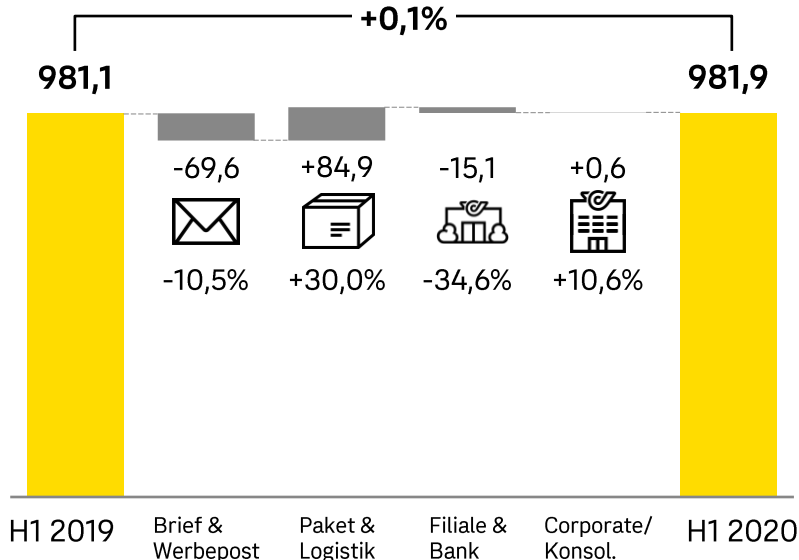 +0,1%
981,1
981,9
-69,6
+84,9
-15,1
+0,6
-10,5%
+30,0%
-34,6%
+10,6%
H1 2019
Brief &
Werbepost
Paket &
Logistik
Filiale &
Bank
Corporate/
Konsol.
H1 2020